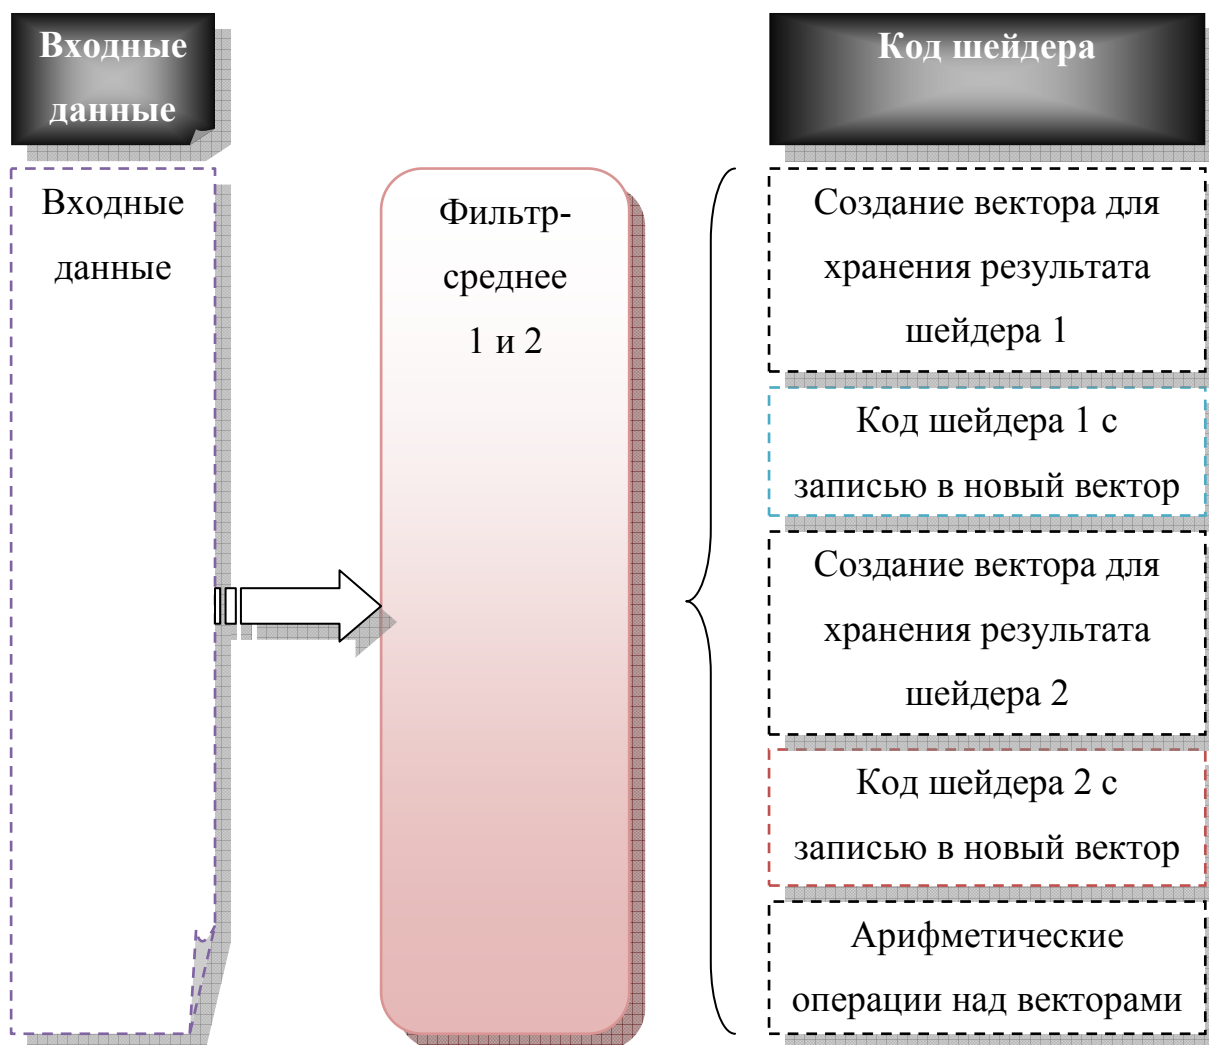 Входные
данные
Код шейдера
Входные
данные
Фильтр-
среднее
1 и 2
Создание вектора для
хранения результата
шейдера 1
Код шейдера 1 с
записью в новый вектор
Создание вектора для
хранения результата
шейдера 2
Код шейдера 2 с
записью в новый вектор
Арифметические
операции над векторами